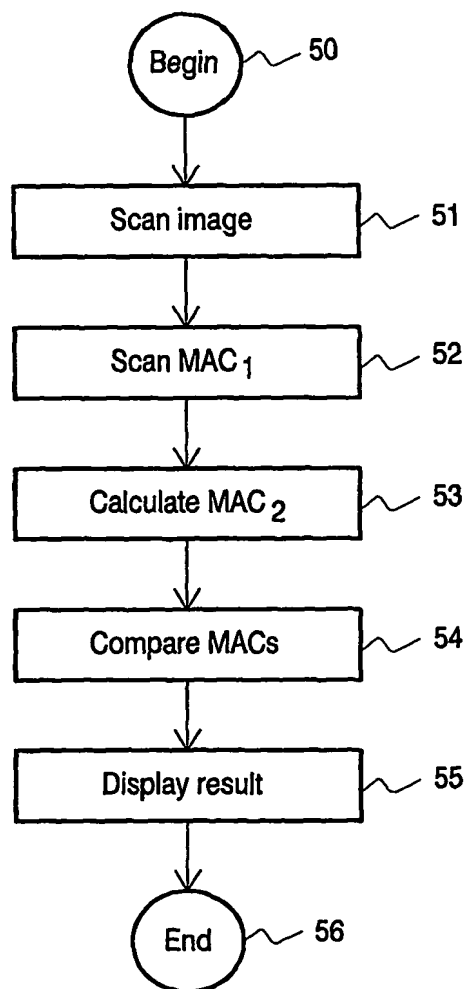 Begin 50
Scan image 51
Scan MAC1 52
Calculate MAC2 53
Compare MACs 54
Display result 55
End 56